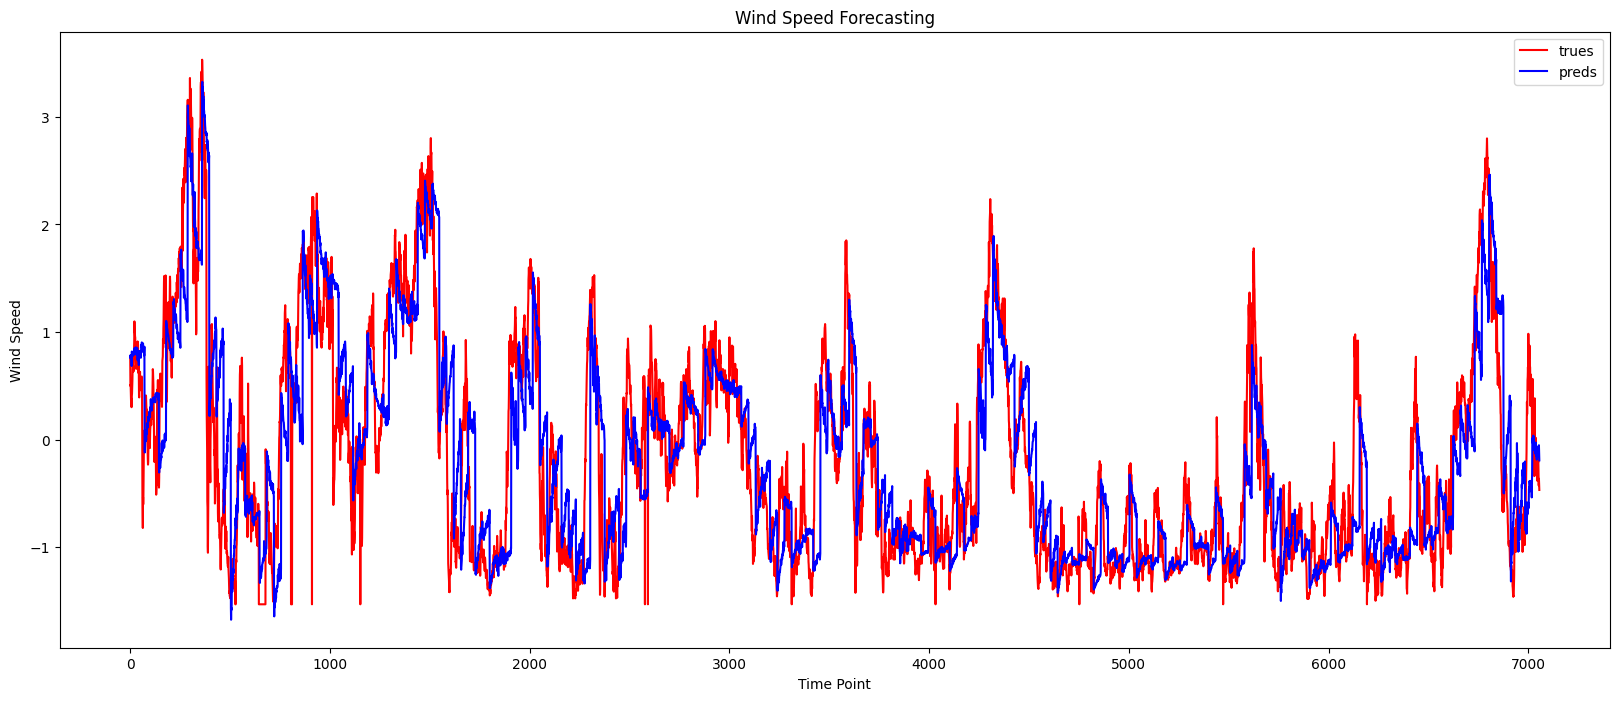 Wind Speed Forecasting
trues
preds
Wind Speed
3
2
1
0
−1
0 1000 2000 3000 4000 5000 6000 7000
Time Point